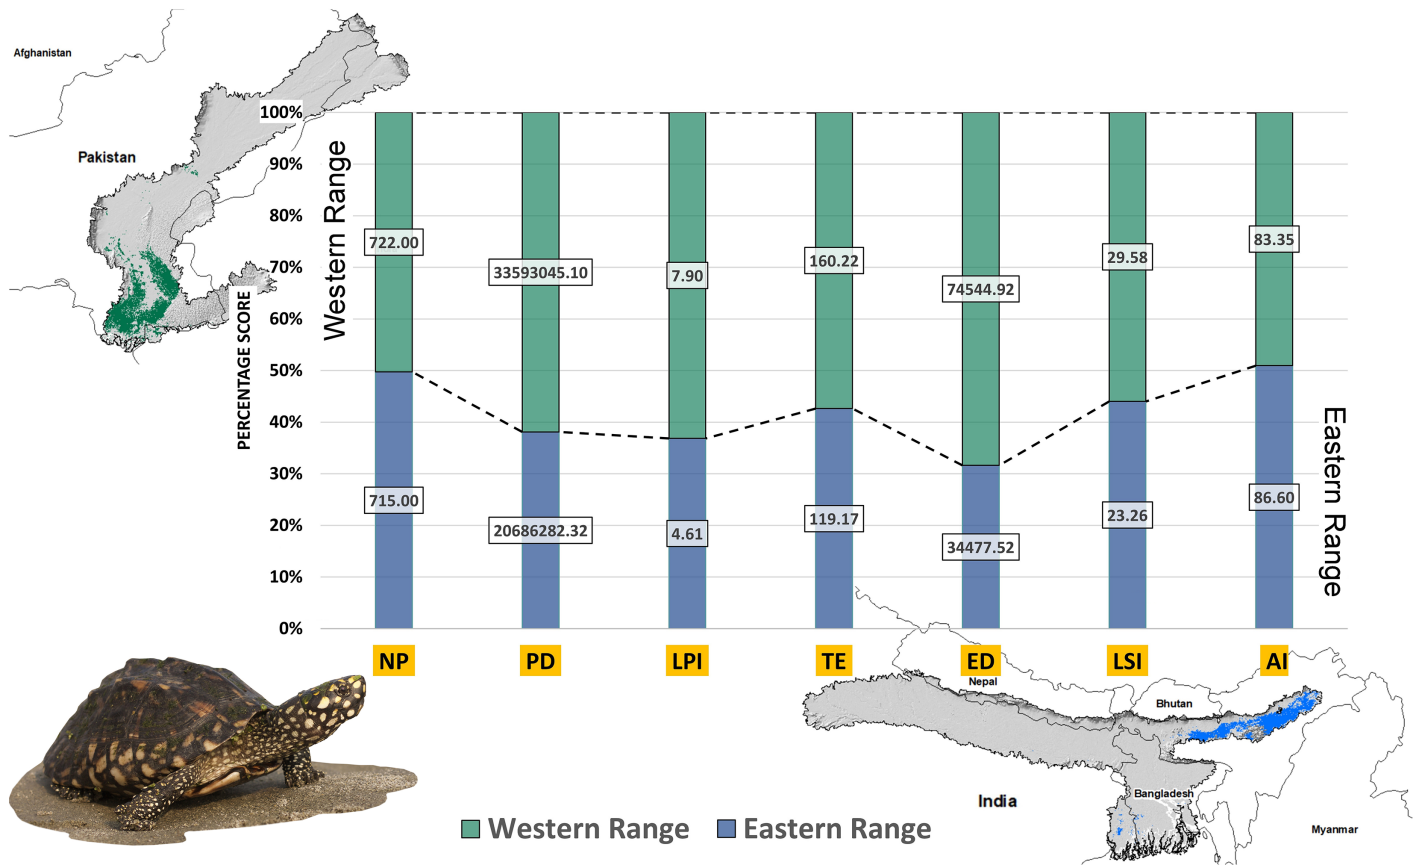 Afghanistan
Pakistan
100%
90%
80%
70%
60%
50%
40%
30%
20%
10%
0%
PERCENTAGE SCORE
Western Range
Eastern Range
722.00
33593045.10
7.90
160.22
74544.92
29.58
83.35
715.00
20686282.32
4.61
119.17
34477.52
23.26
86.60
NP
PD
LPI
TE
ED
LSI
AI
Nepal
Bhutan
India
Bangladesh
Myanmar
Western Range
Eastern Range